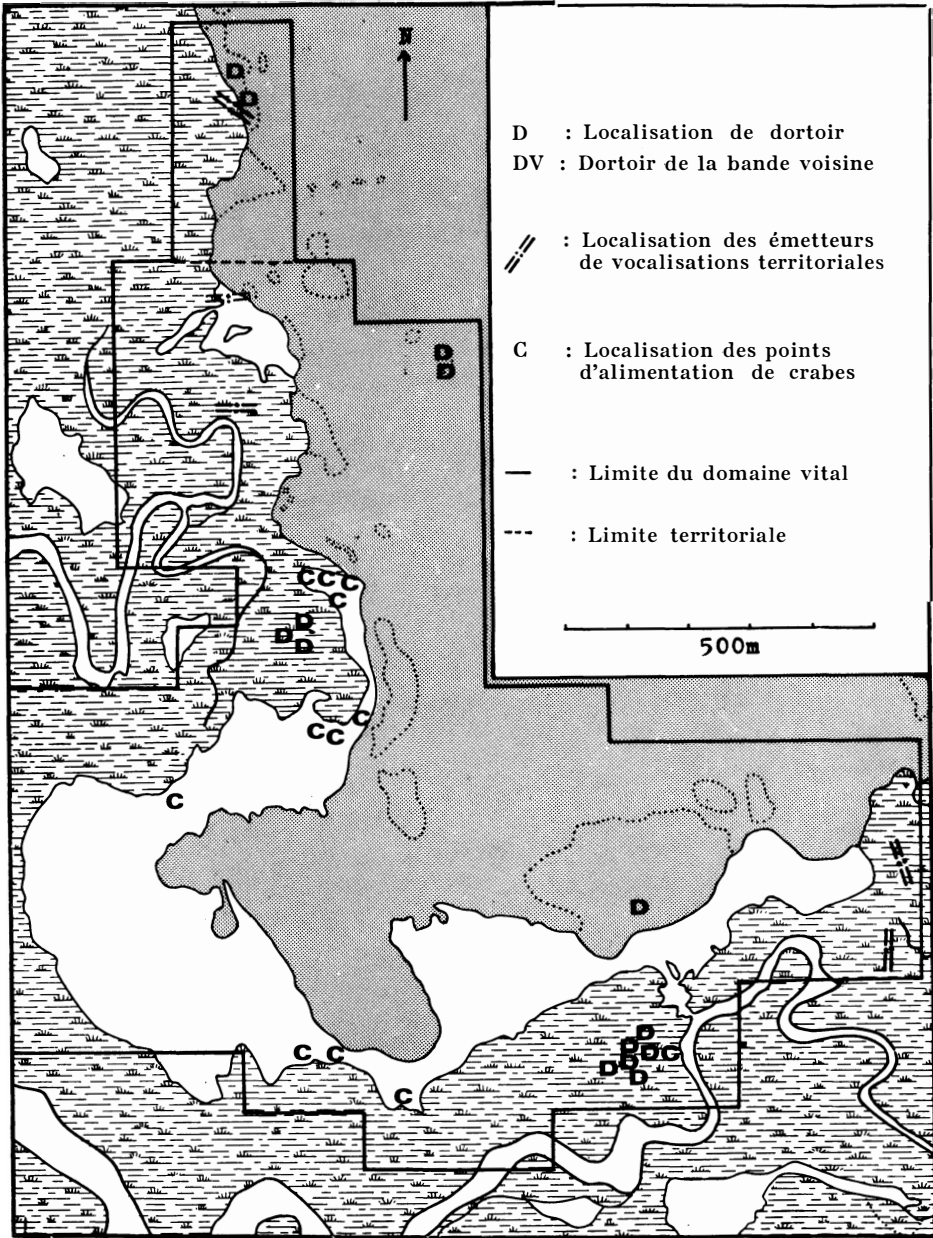 N
D
D
D : Localisation de dortoir
DV : Dortoir de la bande voisine
: Localisation des émetteurs
de vocalisations territoriales
C : Localisation des points
d'alimentation de crabes
: Limite du domaine vital
: Limite territoriale
500m
D
D
CCC
C
D
D
D
C
CC
C
D
D
D
DC
D
D
D
C C
C